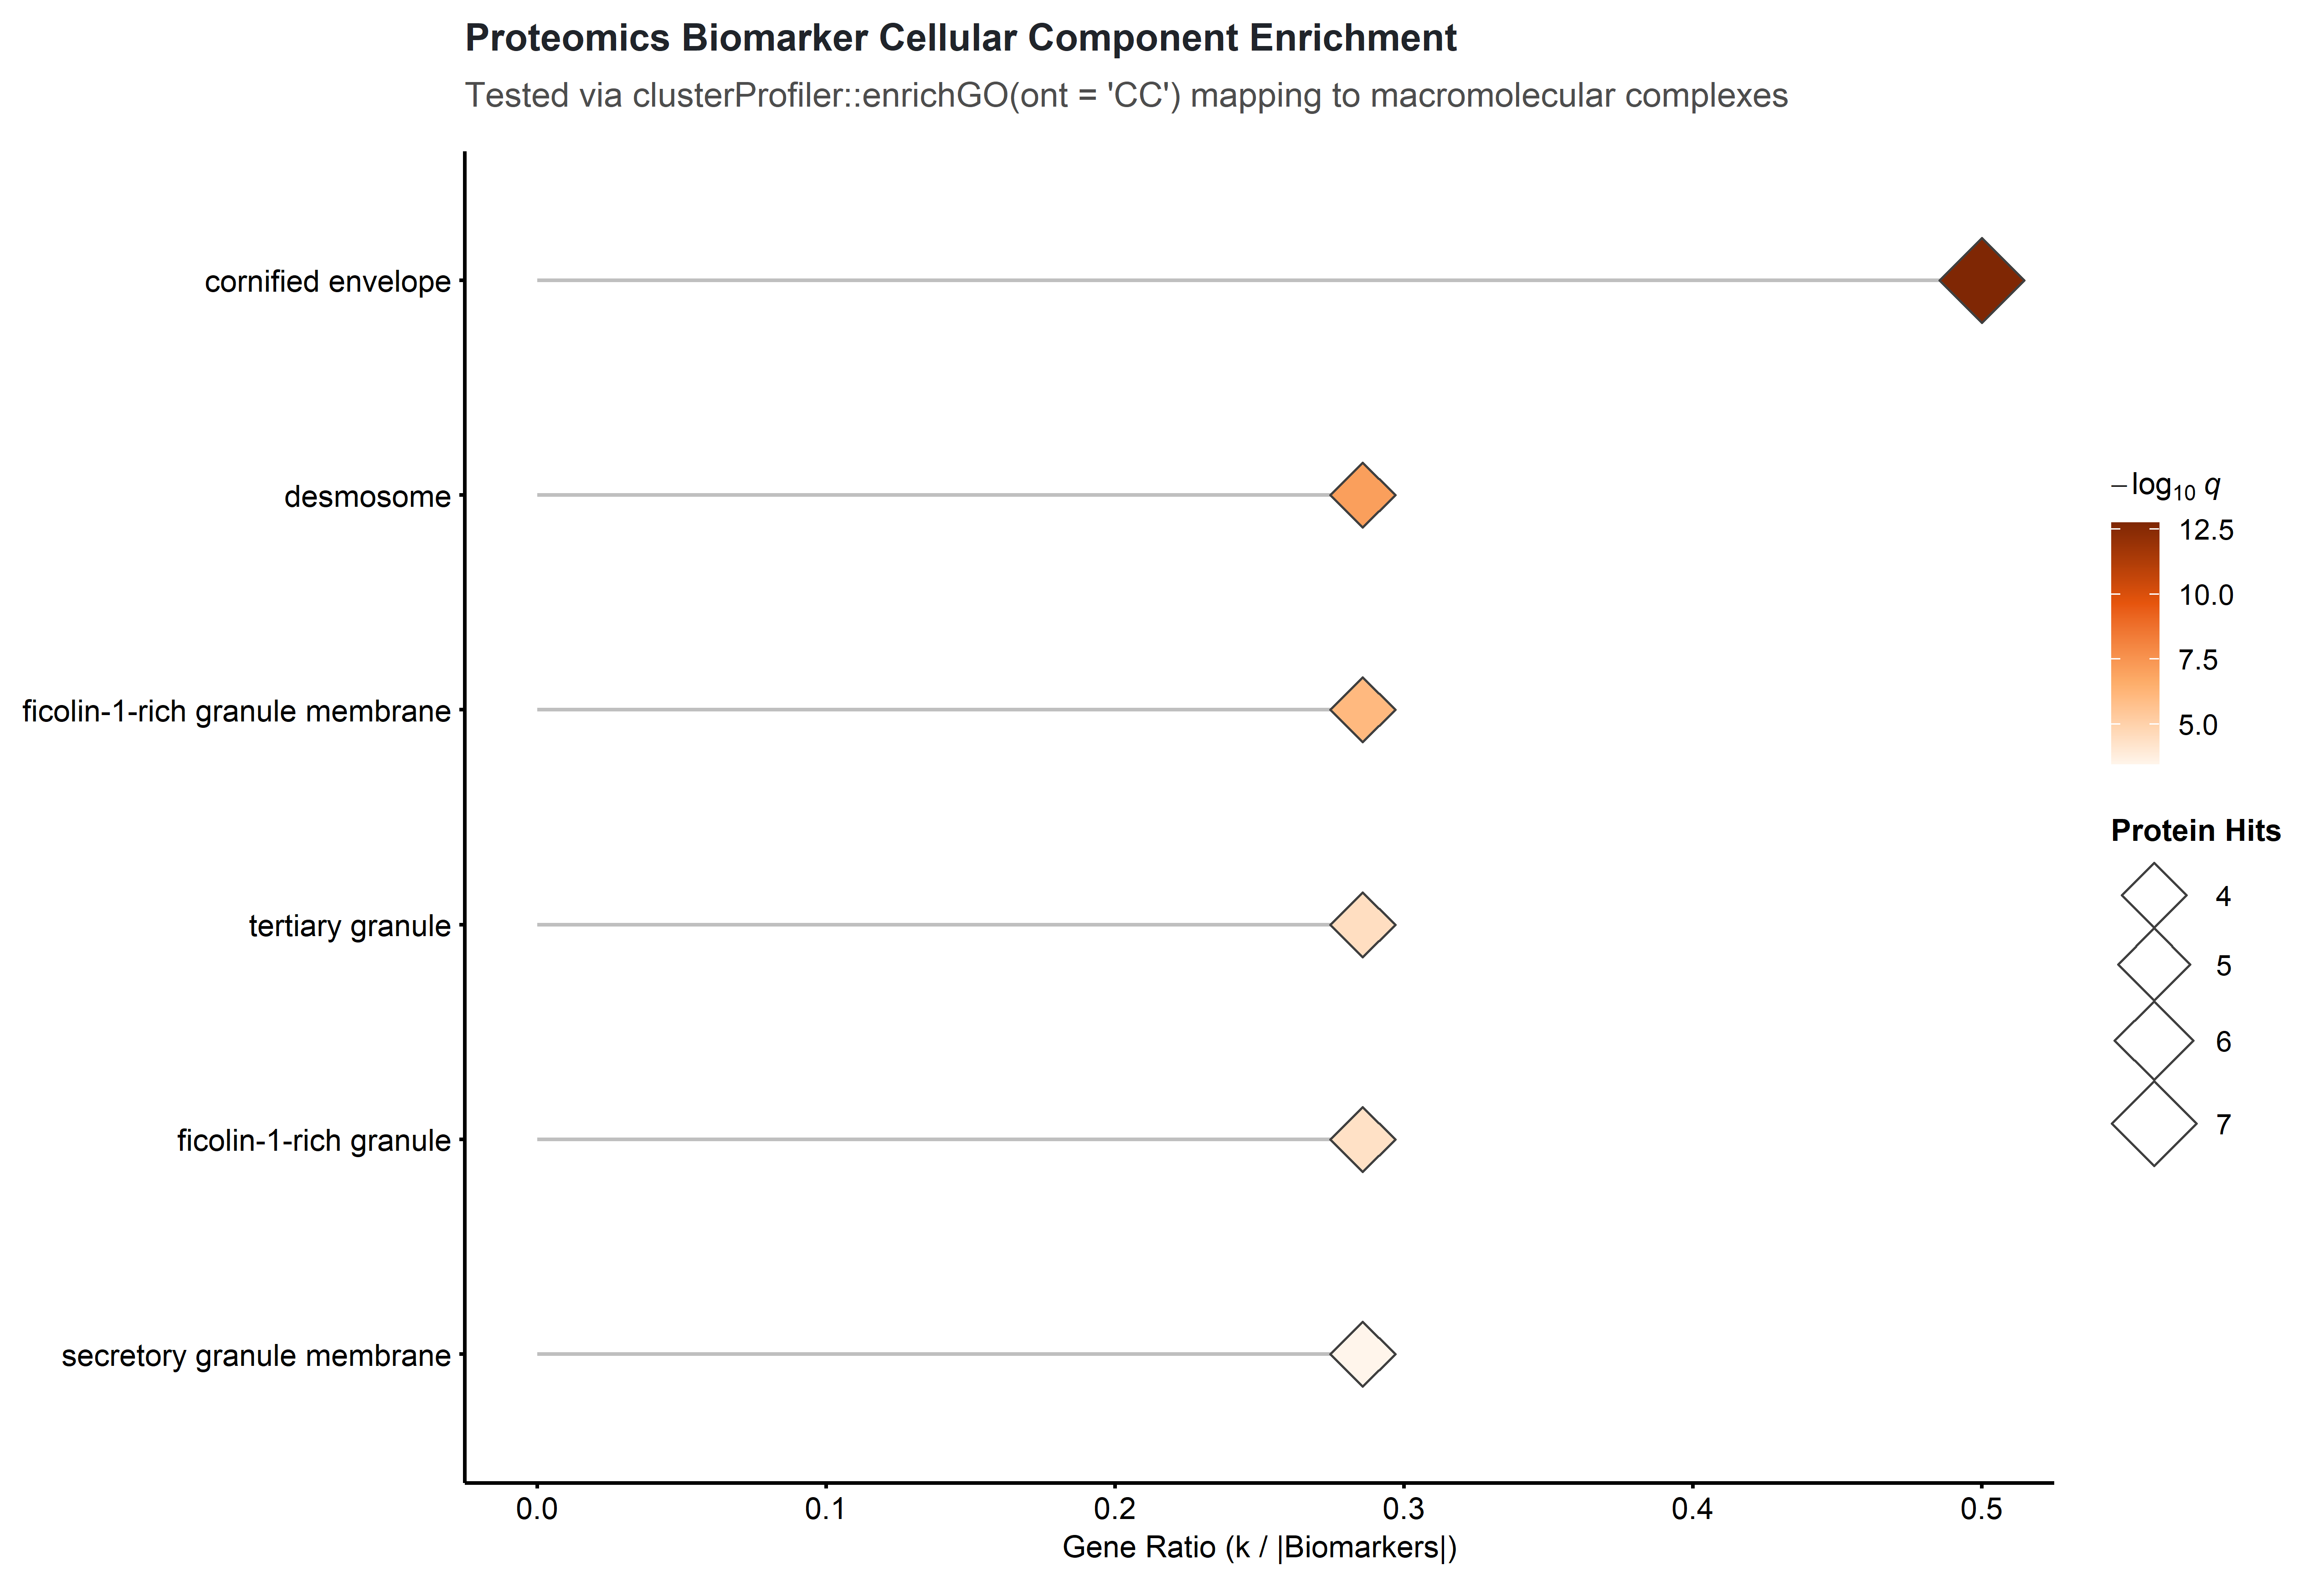 Proteomics Biomarker Cellular Component Enrichment
Tested via clusterProfiler::enrichGO(ont = 'CC') mapping to macromolecular complexes
cornified envelope
desmosome
ficolin-1-rich granule membrane
tertiary granule
ficolin-1-rich granule
secretory granule membrane
0.0 0.1 0.2 0.3 0.4 0.5
Gene Ratio (k / |Biomarkers|)
−log₁₀ q
12.5
10.0
7.5
5.0
Protein Hits
4
5
6
7